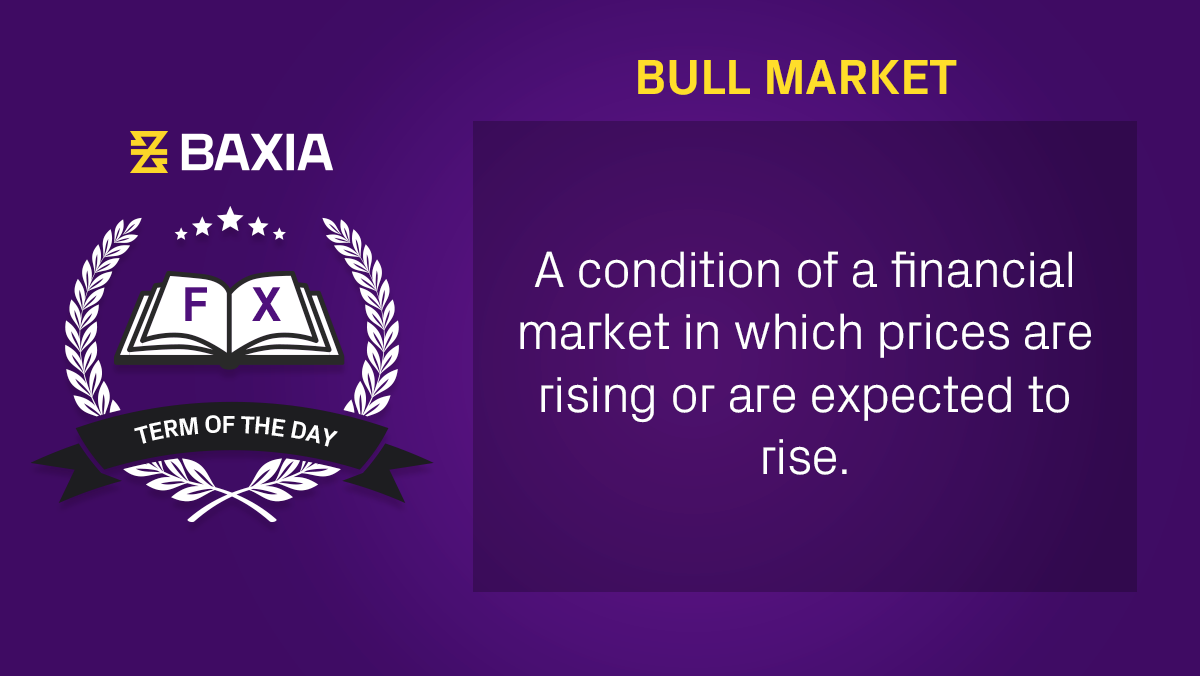 BAXIA
F X
TERM OF THE DAY
BULL MARKET
A condition of a financial
market in which prices are
rising or are expected to
rise.